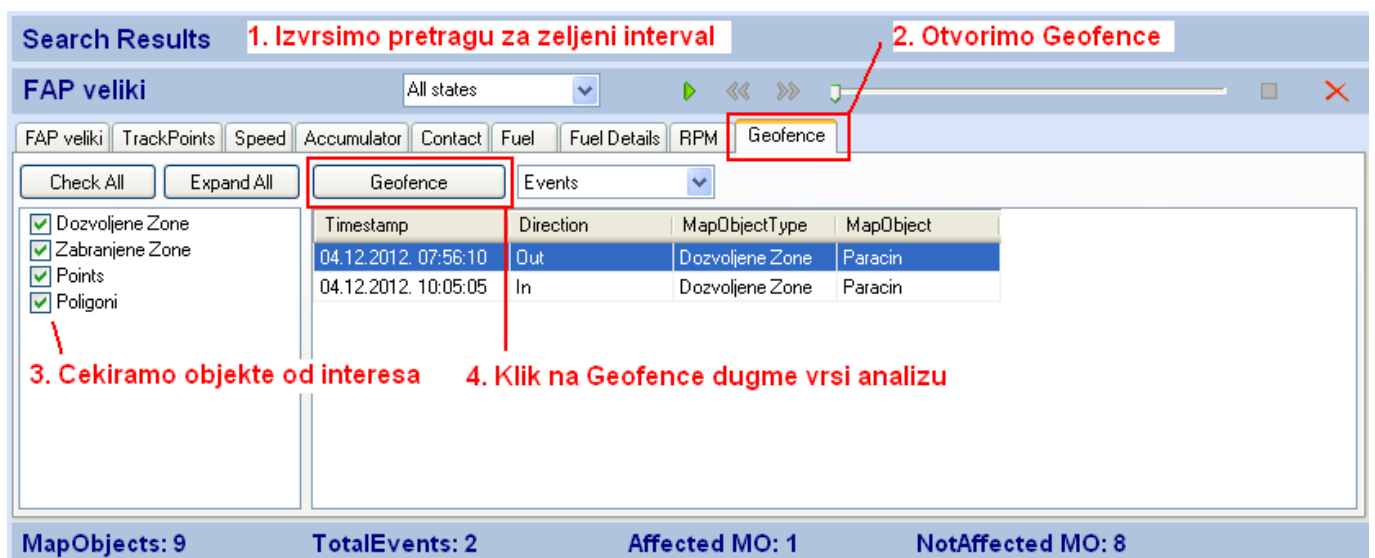 Search Results 1. Izvrsimo pretragu za zeljeni interval 2. Otvorimo Geofence
FAP veliki All states
FAP veliki TrackPoints Speed Accumulator Contact Fuel Fuel Details RPM Geofence
Check All Expand All Geofence Events
Dozvoljene Zone
Zabranjene Zone
Points
Poligoni
Timestamp Direction MapObjectType MapObject
04.12.2012. 07:56:10 Out Dozvoljene Zone Paracin
04.12.2012. 10:05:05 In Dozvoljene Zone Paracin
3. Cekiramo objekte od interesa 4. Klik na Geofence dugme vrsi analizu
MapObjects: 9 TotalEvents: 2 Affected MO: 1 NotAffected MO: 8